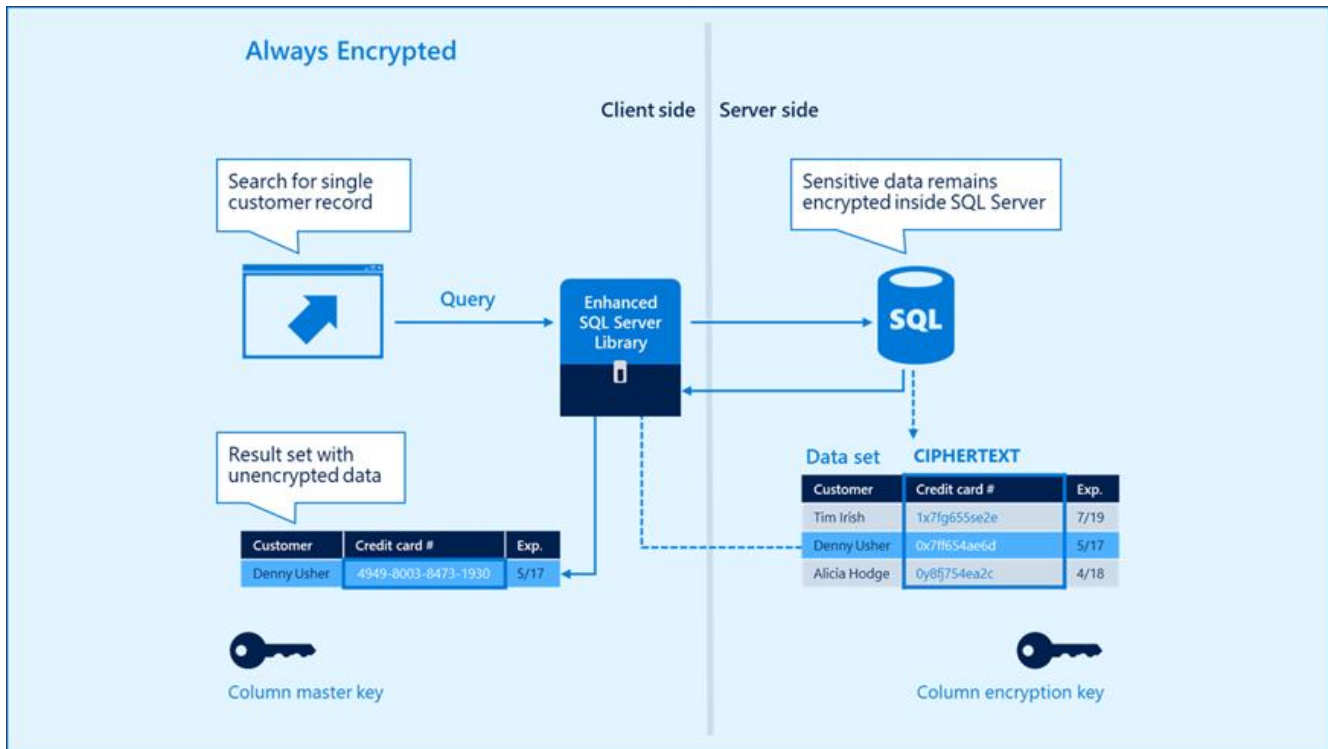 Always Encrypted
Client side
Server side
Search for single
customer record
Sensitive data remains
encrypted inside SQL Server
Query
Enhanced
SQL Server
Library
SQL
Result set with
unencrypted data
Data set
CIPHERTEXT
Customer Credit card # Exp.
Tim Irish 1x7fg655se2e 7/19
Denny Usher 0x7ff654ae6d 5/17
Alicia Hodge 0y8fj754ea2c 4/18
Customer Credit card # Exp.
Denny Usher 4949-8003-8473-1930 5/17
Column master key
Column encryption key